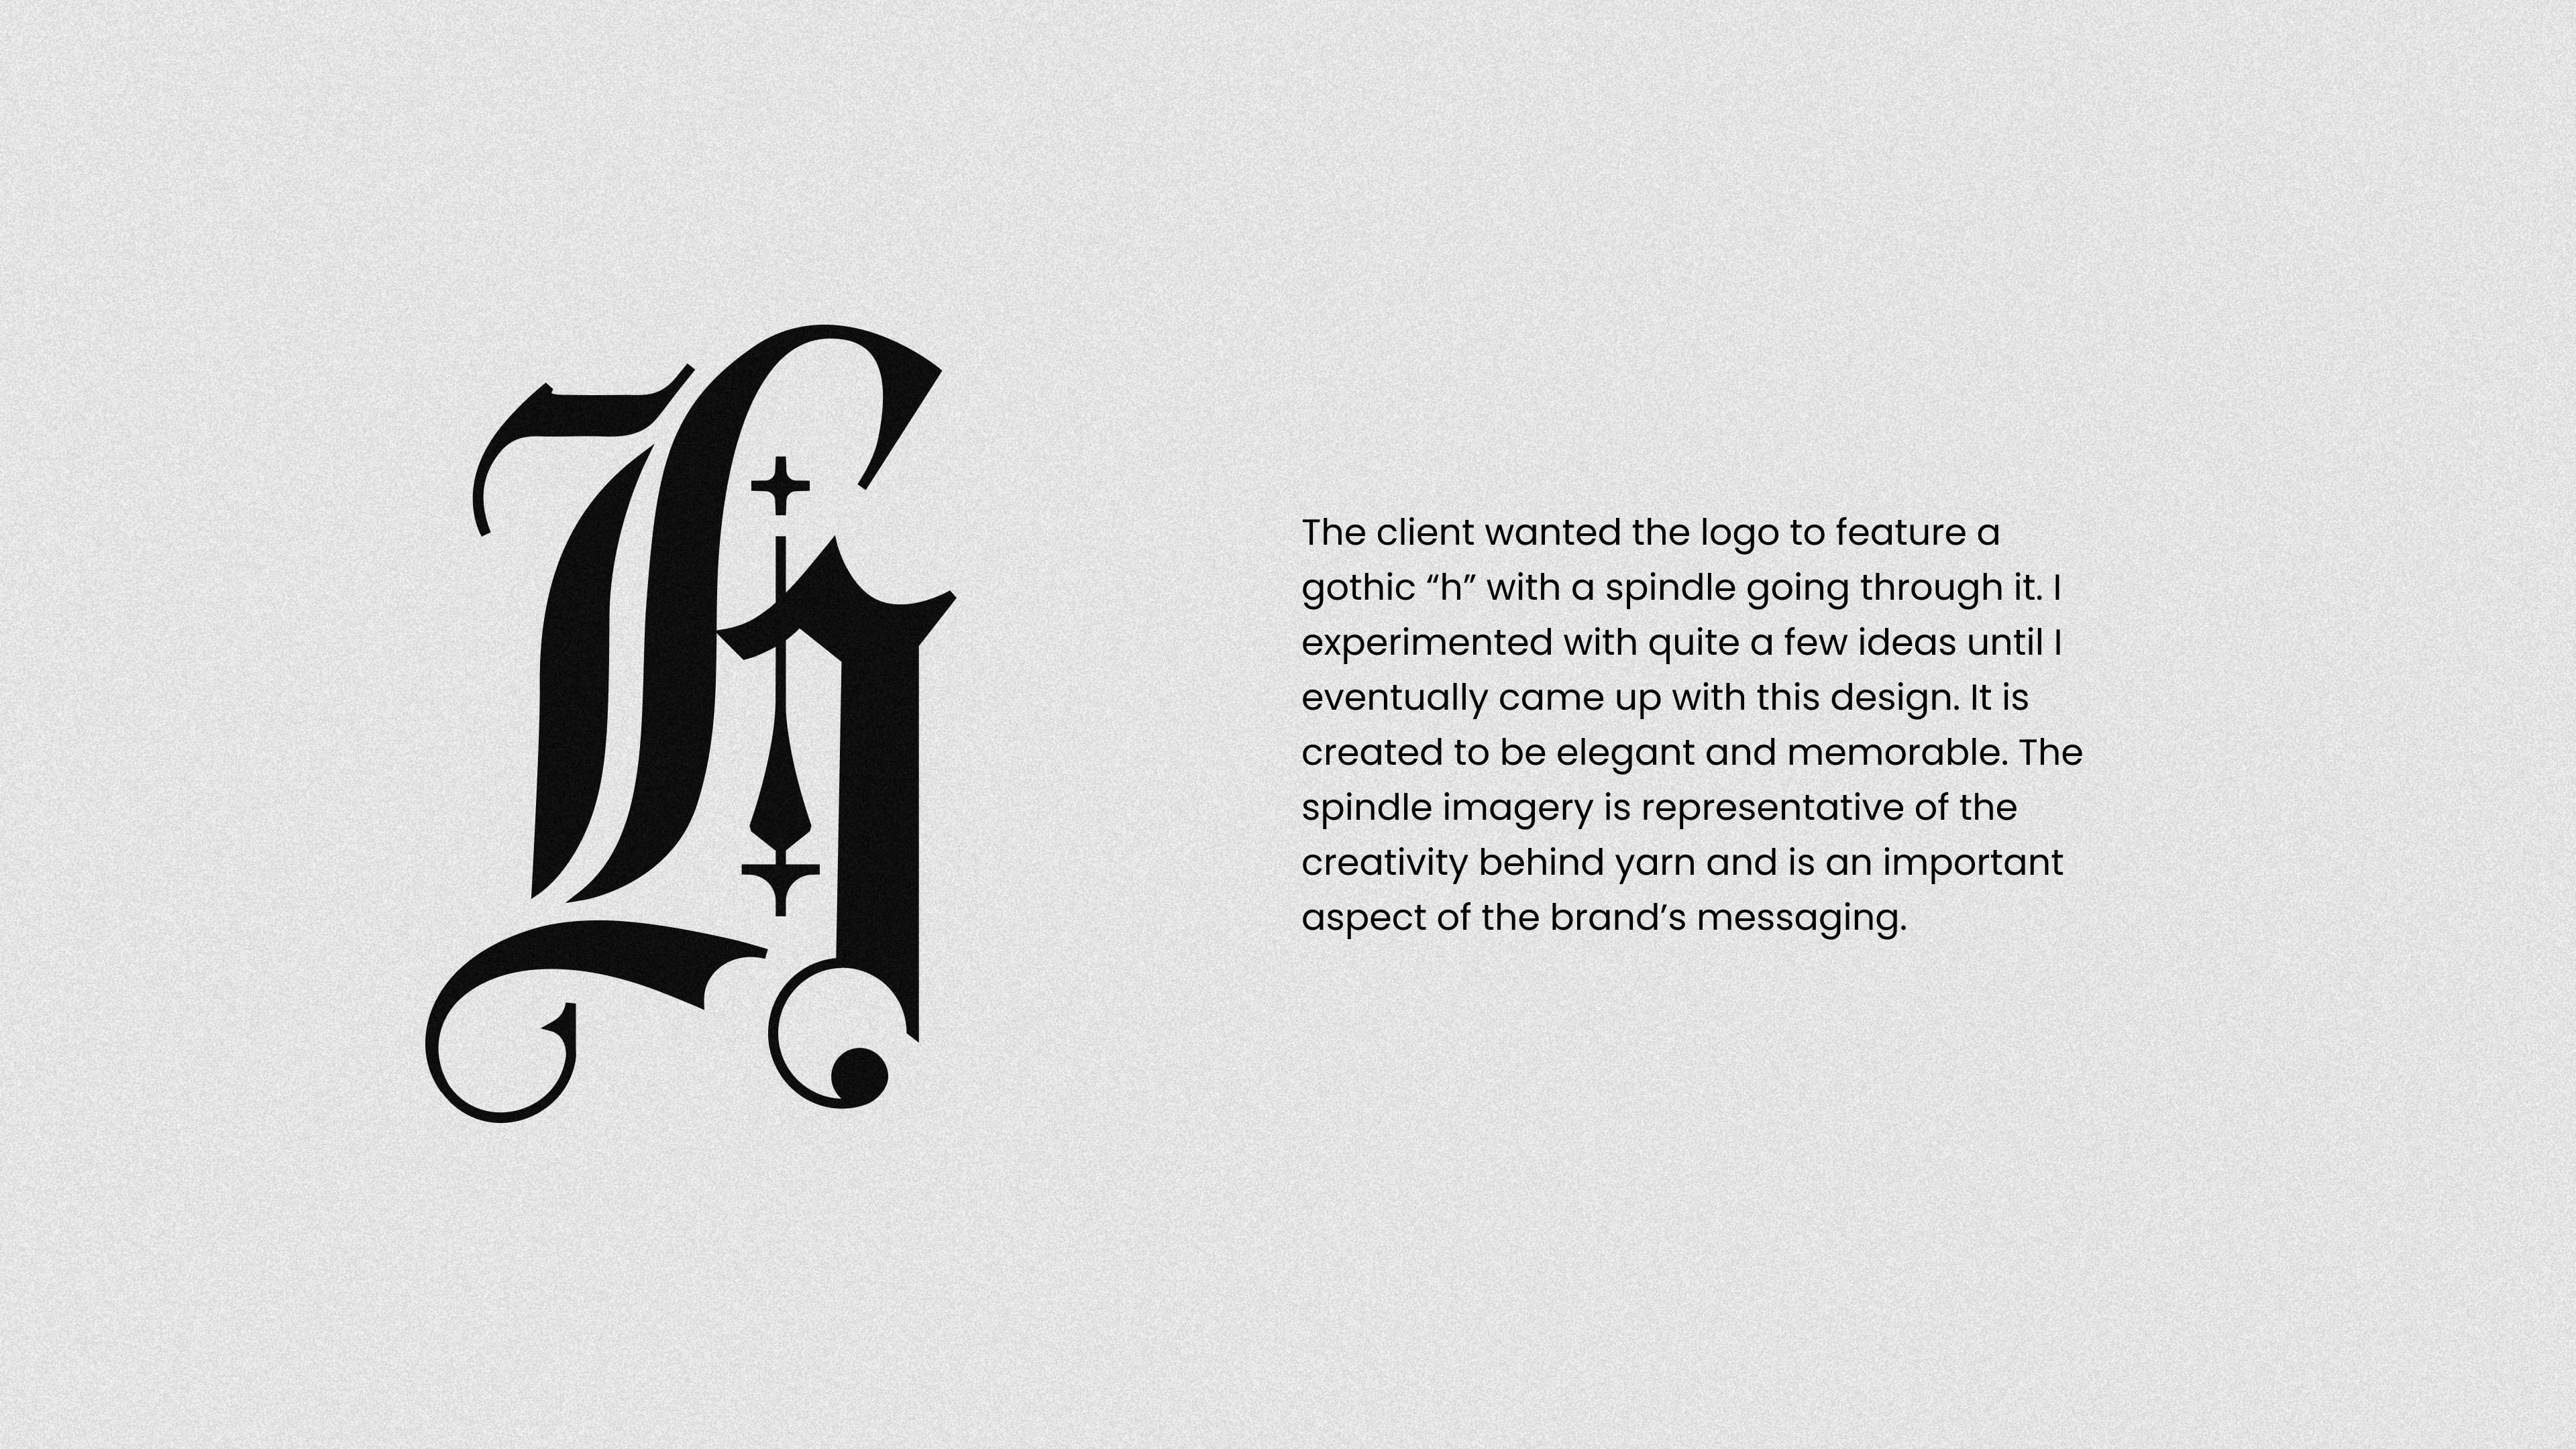 h
The client wanted the logo to feature a
gothic “h” with a spindle going through it. I
experimented with quite a few ideas until I
eventually came up with this design. It is
created to be elegant and memorable. The
spindle imagery is representative of the
creativity behind yarn and is an important
aspect of the brand’s messaging.